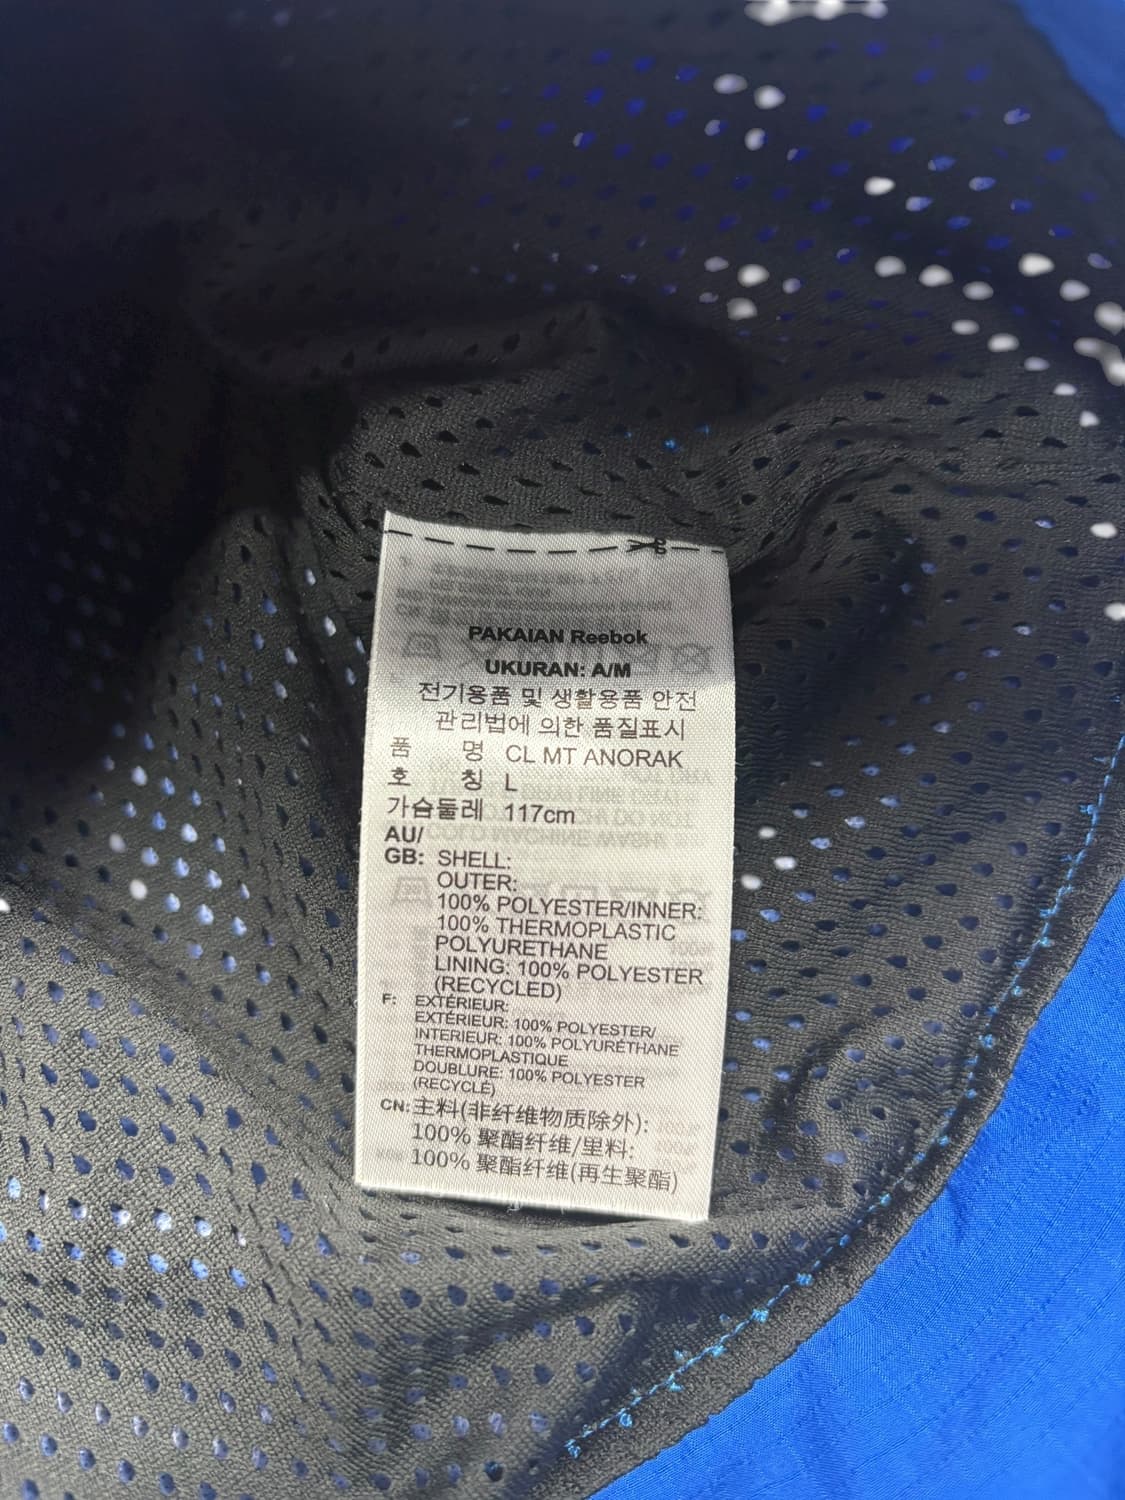 PAKAIAN Reebok
UKURAN: A/M
전기용품 및 생활용품 안전
관리법에 의한 품질표시
품 명 CL MT ANORAK
호 칭 L
가슴둘레 117cm
AU/
GB: SHELL:
OUTER:
100% POLYESTER/INNER:
100% THERMOPLASTIC
POLYURETHANE
LINING: 100% POLYESTER
(RECYCLED)
F: EXTÉRIEUR:
EXTÉRIEUR: 100% POLYESTER/
INTERIEUR: 100% POLYURÉTHANE
THERMOPLASTIQUE
DOUBLURE: 100% POLYESTER
(RECYCLÉ)
CN: 主料(非纤维物质除外):
100% 聚酯纤维/里料:
100% 聚酯纤维(再生聚酯)